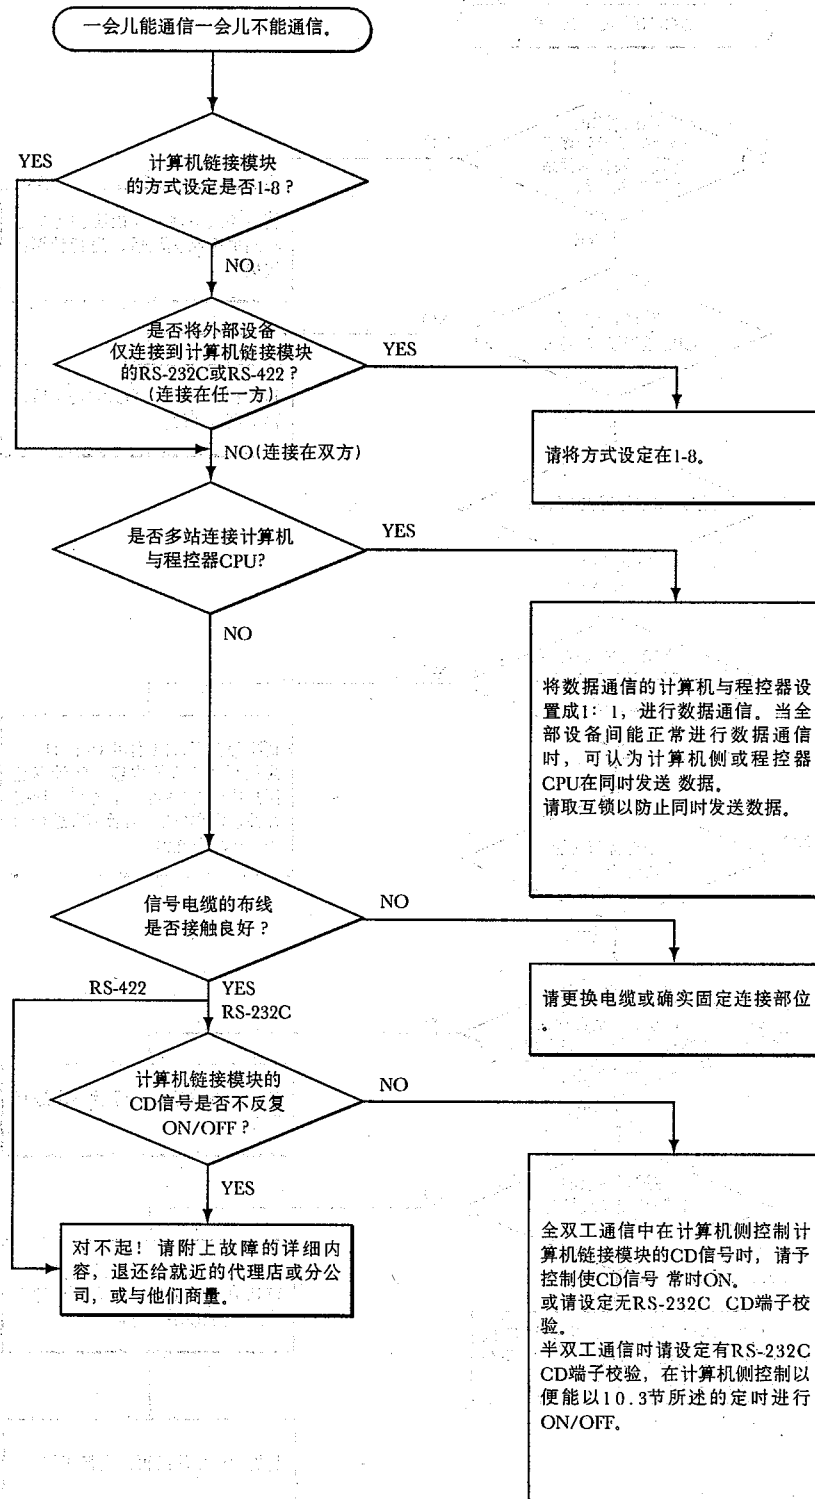 一会儿能通信一会儿不能通信。
YES
计算机链接模块
的方式设定是否1-8？
NO
是否将外部设备
仅连接到计算机链接模块
的RS-232C或RS-422？
(连接在任一方)
YES
NO(连接在双方)
请将方式设定在1-8。
是否多站连接计算机
与程控器CPU?
YES
NO
将数据通信的计算机与程控器设
置成1：1，进行数据通信。当全
部设备间能正常进行数据通信
时，可认为计算机侧或程控器
CPU在同时发送 数据。
请取互锁以防止同时发送数据。
信号电缆的布线
是否接触良好？
NO
RS-422
YES
RS-232C
请更换电缆或确实固定连接部位
。
计算机链接模块的
CD信号是否不反复
ON/OFF？
NO
YES
对不起！请附上故障的详细内
容，退还给就近的代理店或分公
司，或与他们商量。
全双工通信中在计算机侧控制计
算机链接模块的CD信号时，请予
控制使CD信号 常时ON。
或请设定无RS-232C CD端子校
验。
半双工通信时请设定有RS-232C
CD端子校验，在计算机侧控制以
便能以10.3节所述的定时进行
ON/OFF。